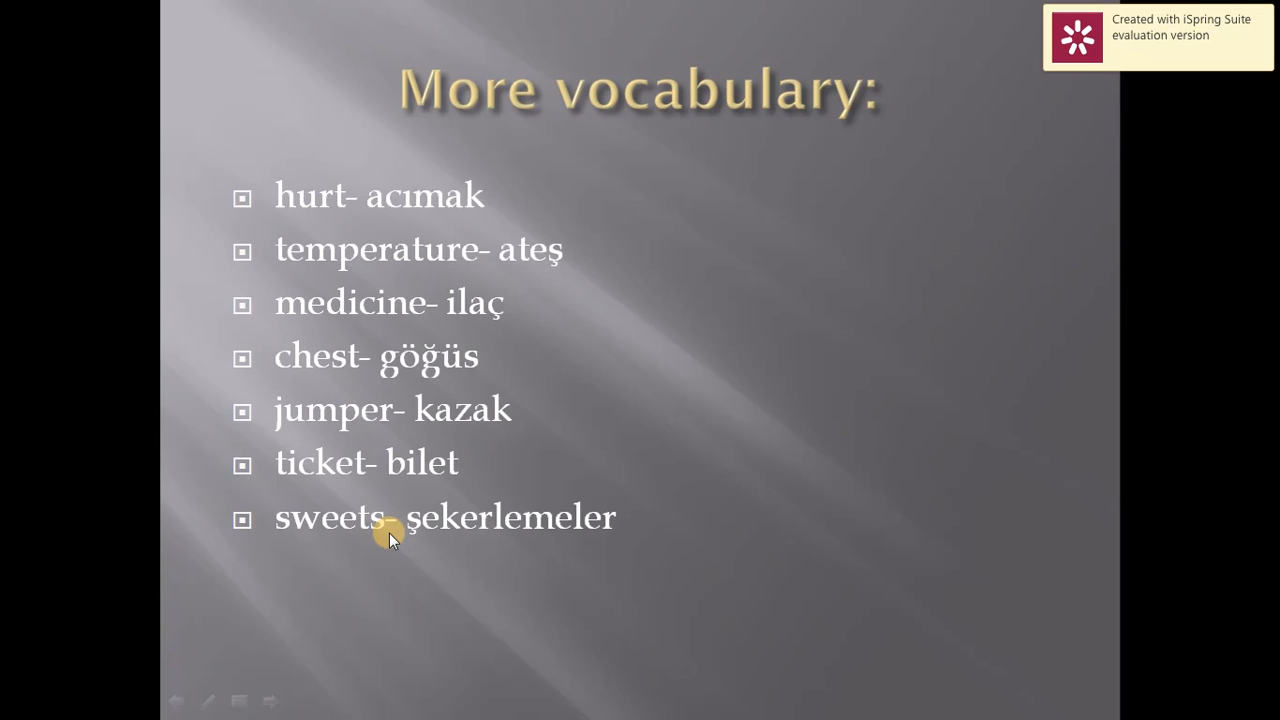 Created with iSpring Suite
evaluation version
More vocabulary:
hurt- acımak
temperature- ateş
medicine- ilaç
chest- göğüs
jumper- kazak
ticket- bilet
sweets- şekerlemeler